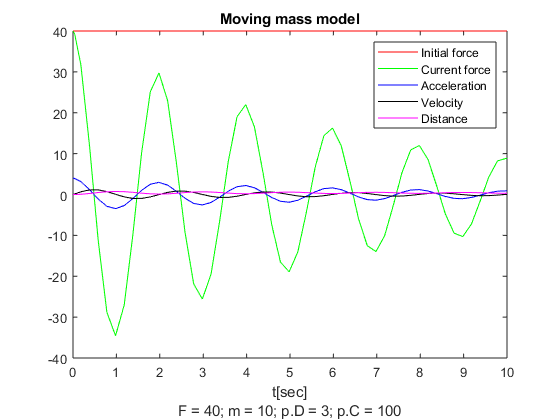 Moving mass model
40
30
20
10
0
-10
-20
-30
-40
Initial force
Current force
Acceleration
Velocity
Distance
0 1 2 3 4 5 6 7 8 9 10
t[sec]
F = 40; m = 10; p.D = 3; p.C = 100